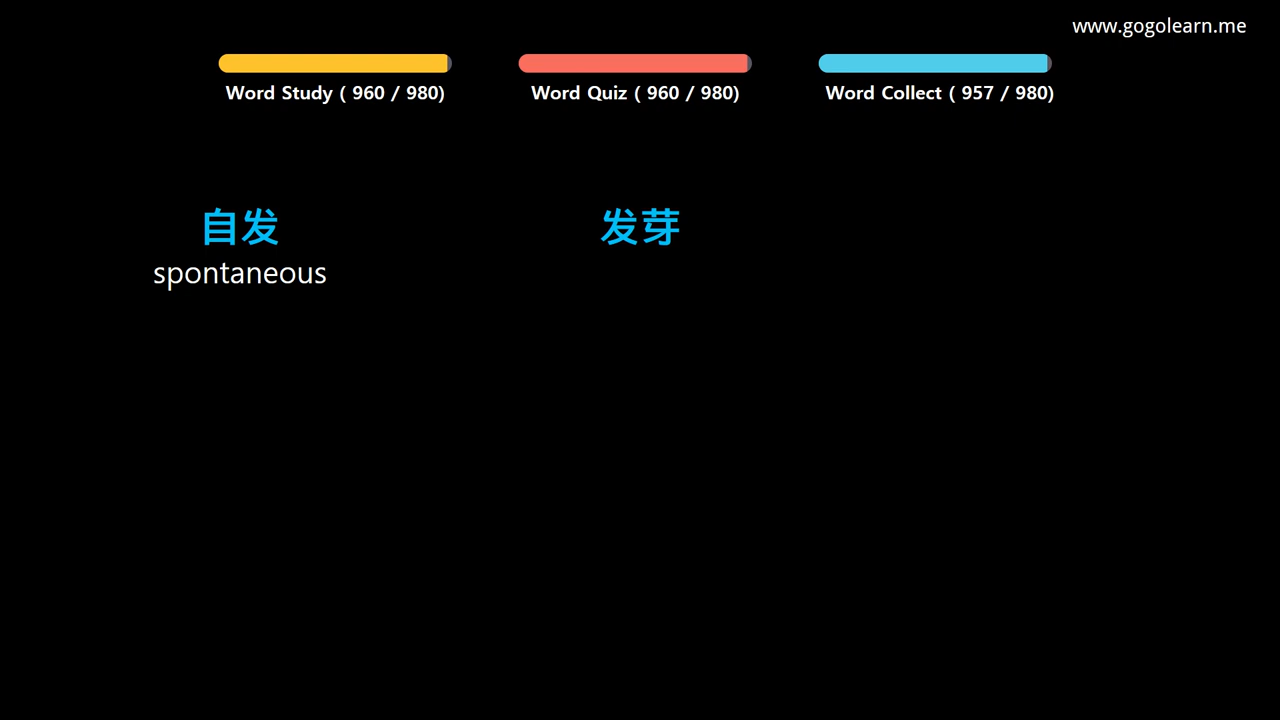 www.gogolearn.me
Word Study ( 960 / 980)
Word Quiz ( 960 / 980)
Word Collect ( 957 / 980)
自发
发芽
spontaneous